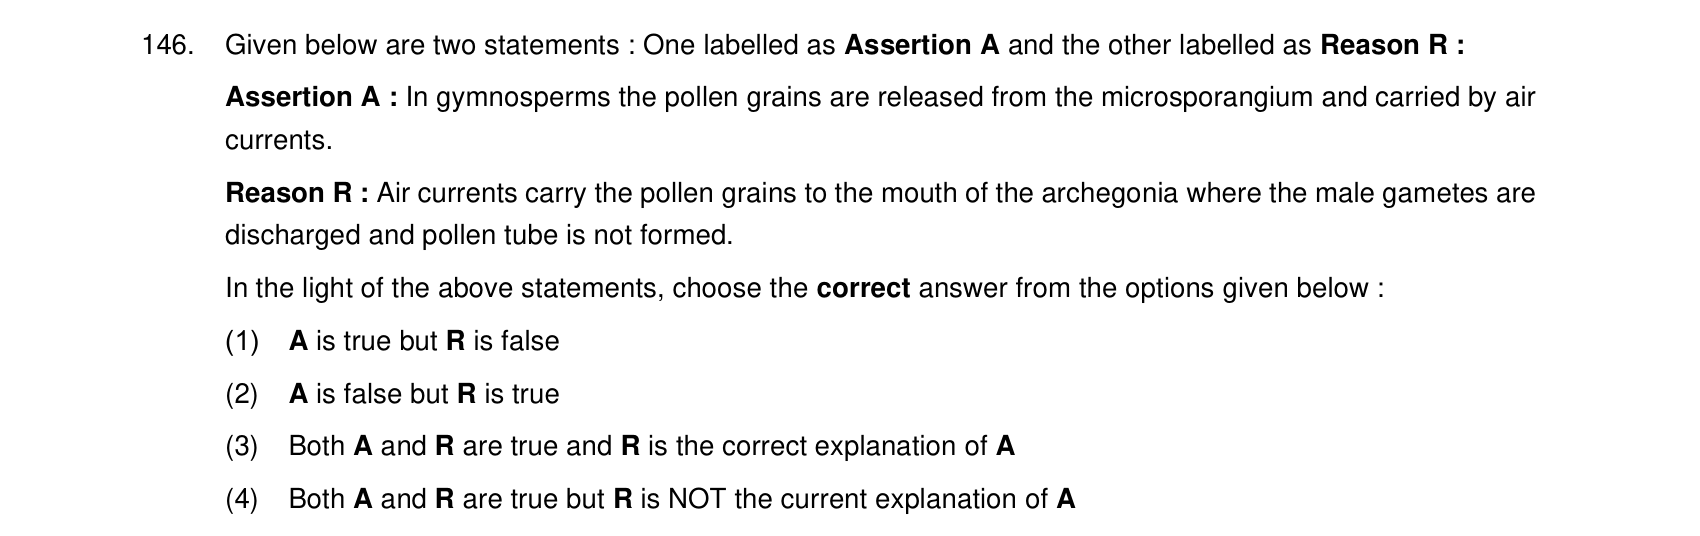 146. Given below are two statements : One labelled as Assertion A and the other labelled as Reason R :
Assertion A : In gymnosperms the pollen grains are released from the microsporangium and carried by air
currents.
Reason R : Air currents carry the pollen grains to the mouth of the archegonia where the male gametes are
discharged and pollen tube is not formed.
In the light of the above statements, choose the correct answer from the options given below :
(1) A is true but R is false
(2) A is false but R is true
(3) Both A and R are true and R is the correct explanation of A
(4) Both A and R are true but R is NOT the current explanation of A